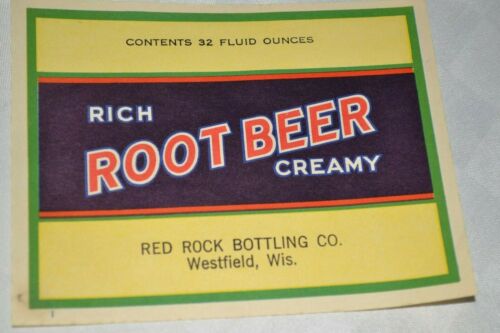 CONTENTS 32 FLUID OUNCES
RICH
ROOT BEER
CREAMY
RED ROCK BOTTLING CO.
Westfield, Wis.